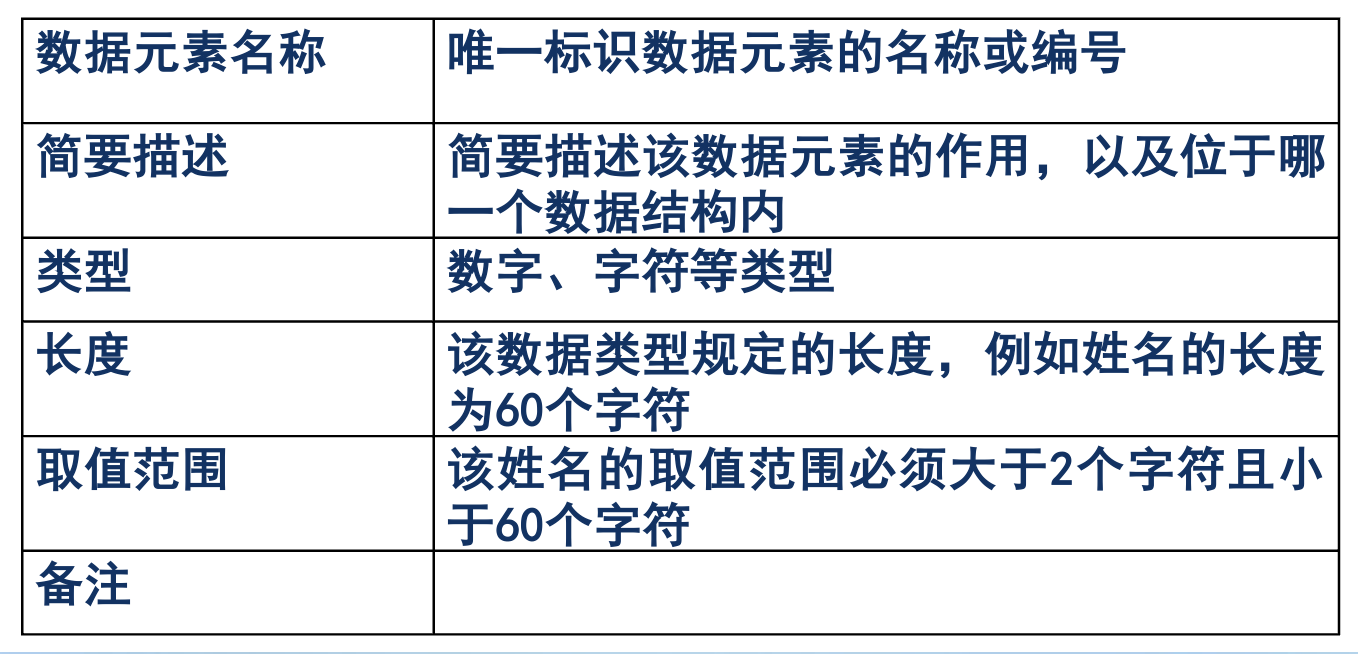 数据元素名称
唯一标识数据元素的名称或编号
简要描述
简要描述该数据元素的作用，以及位于哪
一个数据结构内
类型
数字、字符等类型
长度
该数据类型规定的长度，例如姓名的长度
为60个字符
取值范围
该姓名的取值范围必须大于2个字符且小
于60个字符
备注